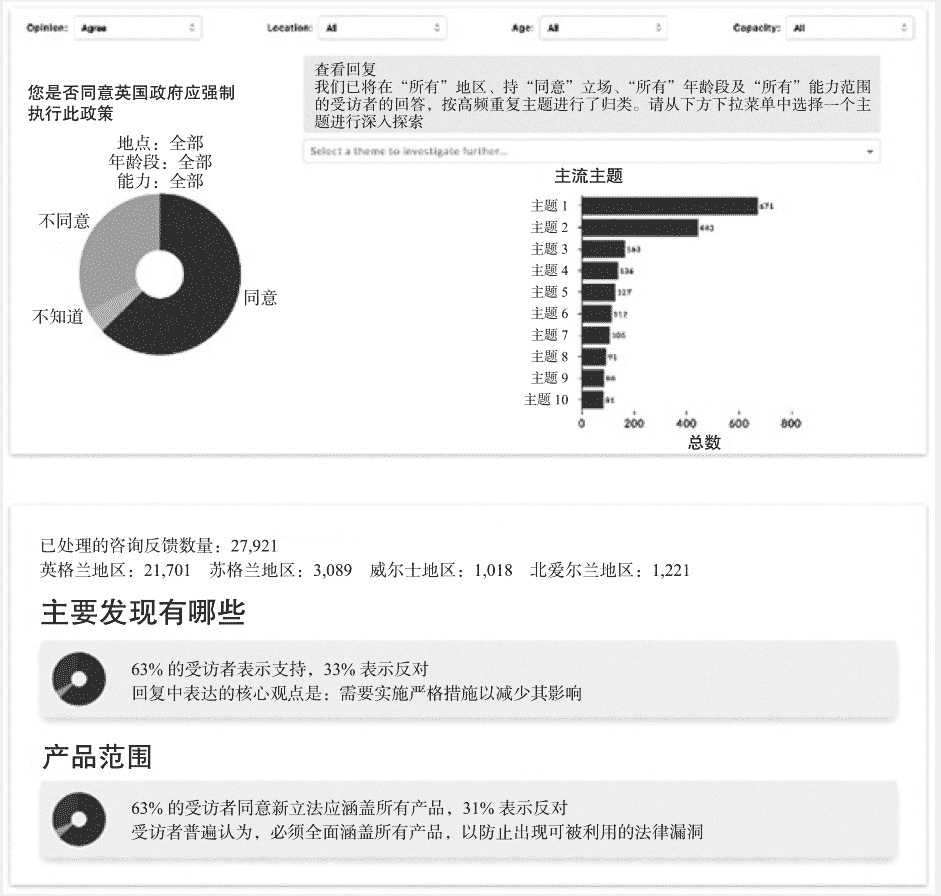 Opinion: Agree Location: All Age: All Capacity: All
您是否同意英国政府应强制
执行此政策
地点：全部
年龄段：全部
能力：全部
不同意
不知道
同意
查看回复
我们已将在“所有”地区、持“同意”立场、“所有”年龄段及“所有”能力范围
的受访者的回答，按高频重复主题进行了归类。请从下方下拉菜单中选择一个主
题进行深入探索
Select a theme to investigate further...
主流主题
主题 1 671
主题 2 443
主题 3 163
主题 4 136
主题 5 127
主题 6 112
主题 7 105
主题 8 91
主题 9
主题 10
0 200 400 600 800
总数
已处理的咨询反馈数量：27,921
英格兰地区：21,701 苏格兰地区：3,089 威尔士地区：1,018 北爱尔兰地区：1,221
主要发现有哪些
63% 的受访者表示支持，33% 表示反对
回复中表达的核心观点是：需要实施严格措施以减少其影响
产品范围
63% 的受访者同意新立法应涵盖所有产品，31% 表示反对
受访者普遍认为，必须全面涵盖所有产品，以防止出现可被利用的法律漏洞